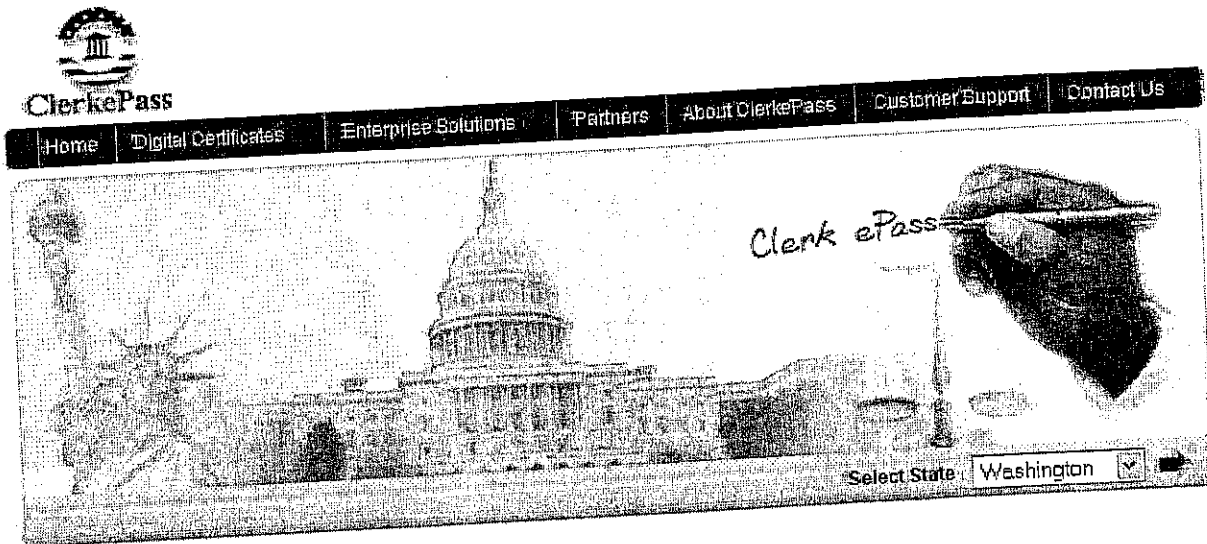 ClerkePass
Home Digital Certificates Enterprise Solutions Partners About ClerkePass Customer Support Contact Us
Clerk ePass
Select State : Washington